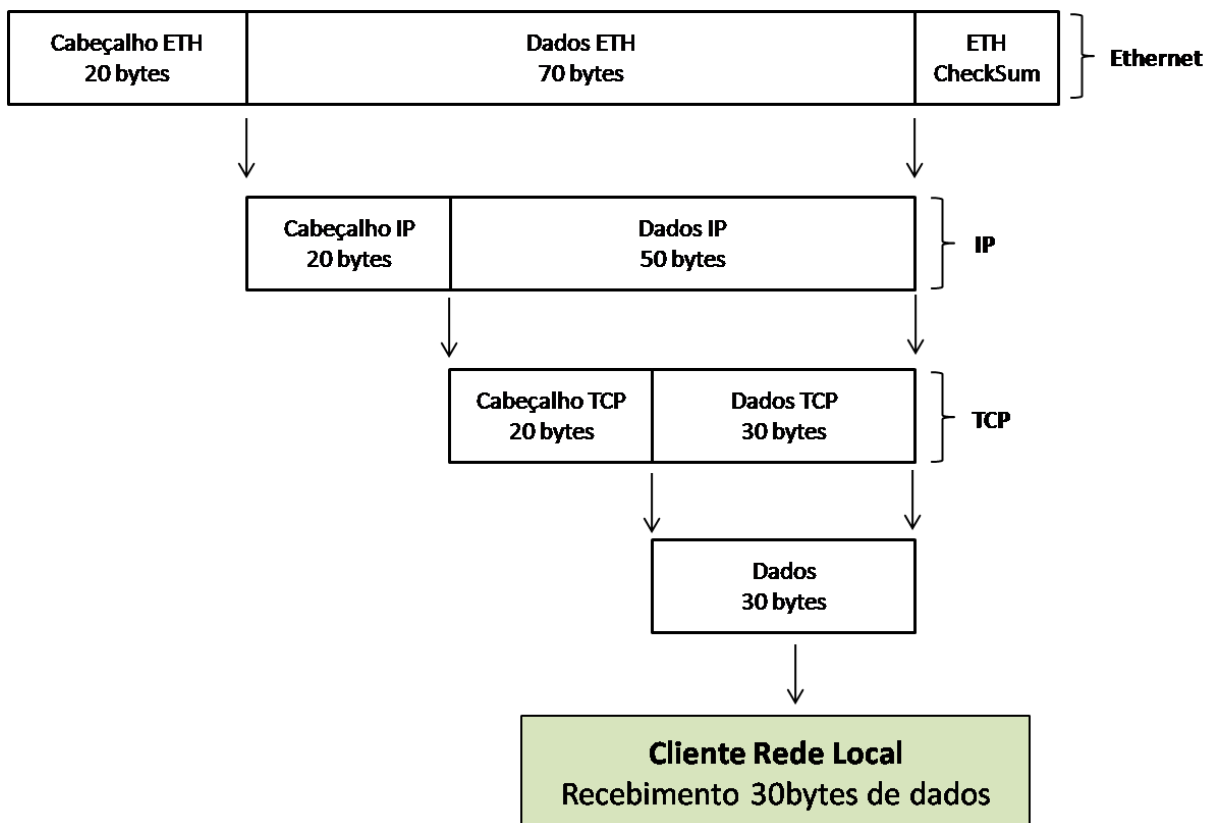 Cabeçalho ETH
20 bytes
Dados ETH
70 bytes
ETH
CheckSum
Ethernet
Cabeçalho IP
20 bytes
Dados IP
50 bytes
IP
Cabeçalho TCP
20 bytes
Dados TCP
30 bytes
TCP
Dados
30 bytes
Cliente Rede Local
Recebimento 30bytes de dados